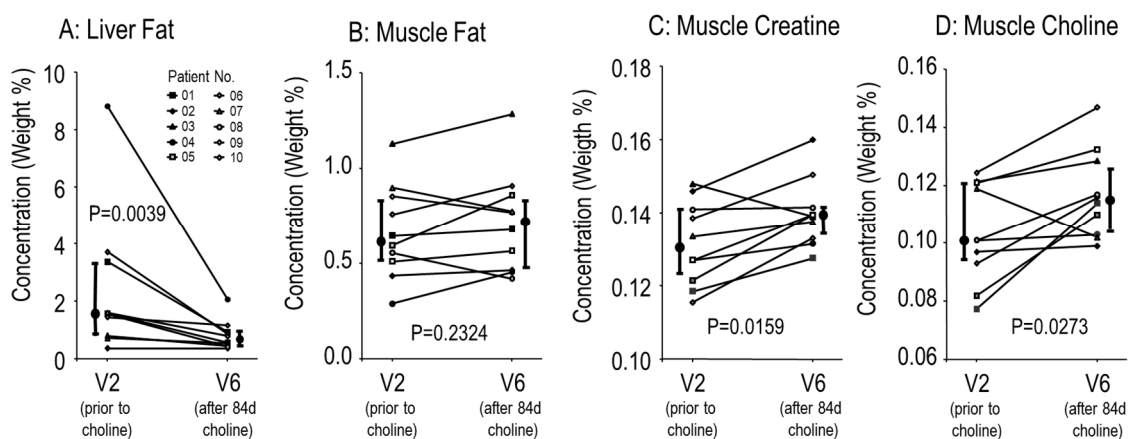 A: Liver Fat
Concentration (Weight %)
10
8
6
4
2
0
Patient No.
01 06
02 07
03 08
04 09
05 10
P=0.0039
V2 V6
(prior to (after 84d
choline) choline)
B: Muscle Fat
Concentration (Weight %)
1.5
1.0
0.5
0.0
P=0.2324
V2 V6
(prior to (after 84d
choline) choline)
C: Muscle Creatine
Concentration (Weigth %)
0.18
0.16
0.14
0.12
0.10
P=0.0159
V2 V6
(prior to (after 84d
choline) choline)
D: Muscle Choline
Concentration (Weight %)
0.16
0.14
0.12
0.10
0.08
0.06
P=0.0273
V2 V6
(prior to (after 84d
choline) choline)